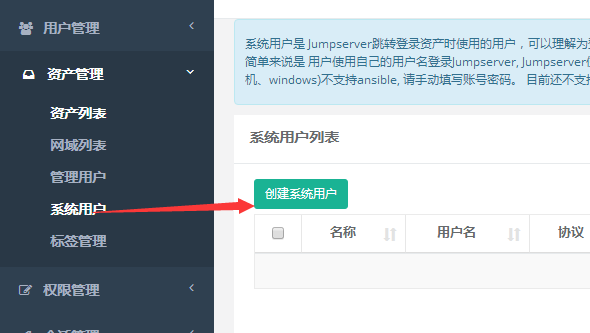 用户管理
资产管理
资产列表
网域列表
管理用户
系统用户
标签管理
权限管理
系统用户是 Jumpserver跳转登录资产时使用的用户，可以理解为
简单来说是 用户使用自己的用户名登录Jumpserver, Jumpserver
机、windows)不支持ansible, 请手动填写账号密码。 目前还不支
系统用户列表
创建系统用户
名称
用户名
协议